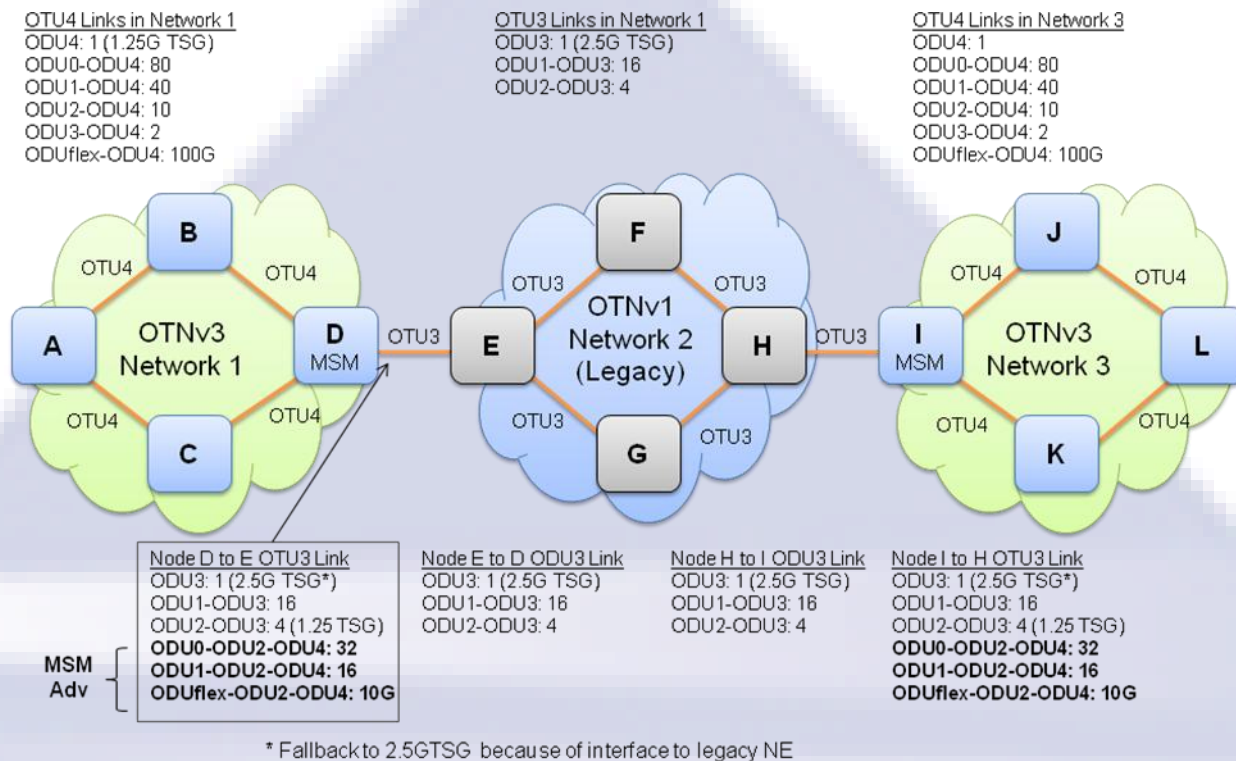 OTU4 Links in Network 1
ODU4: 1 (1.25G TSG)
ODU0-ODU4: 80
ODU1-ODU4: 40
ODU2-ODU4: 10
ODU3-ODU4: 2
ODUflex-ODU4: 100G
OTU3 Links in Network 1
ODU3: 1 (2.5G TSG)
ODU1-ODU3: 16
ODU2-ODU3: 4
OTU4 Links in Network 3
ODU4: 1
ODU0-ODU4: 80
ODU1-ODU4: 40
ODU2-ODU4: 10
ODU3-ODU4: 2
ODUflex-ODU4: 100G
B
OTU4
OTU4
A
OTNv3
Network 1
D
MSM
OTU4
OTU4
C
OTU3
F
OTU3
OTU3
E
OTNv1
Network 2
(Legacy)
H
OTU3
OTU3
G
OTU3
J
OTU4
OTU4
I
MSM
OTNv3
Network 3
L
OTU4
OTU4
K
Node D to E OTU3 Link
ODU3: 1 (2.5G TSG*)
ODU1-ODU3: 16
ODU2-ODU3: 4 (1.25 TSG)
ODU0-ODU2-ODU4: 32
ODU1-ODU2-ODU4: 16
ODUflex-ODU2-ODU4: 10G
MSM
Adv
Node E to D ODU3 Link
ODU3: 1 (2.5G TSG)
ODU1-ODU3: 16
ODU2-ODU3: 4
Node H to I ODU3 Link
ODU3: 1 (2.5G TSG)
ODU1-ODU3: 16
ODU2-ODU3: 4
Node I to H OTU3 Link
ODU3: 1 (2.5G TSG*)
ODU1-ODU3: 16
ODU2-ODU3: 4 (1.25 TSG)
ODU0-ODU2-ODU4: 32
ODU1-ODU2-ODU4: 16
ODUflex-ODU2-ODU4: 10G
* Fallback to 2.5GTSG because of interface to legacy NE